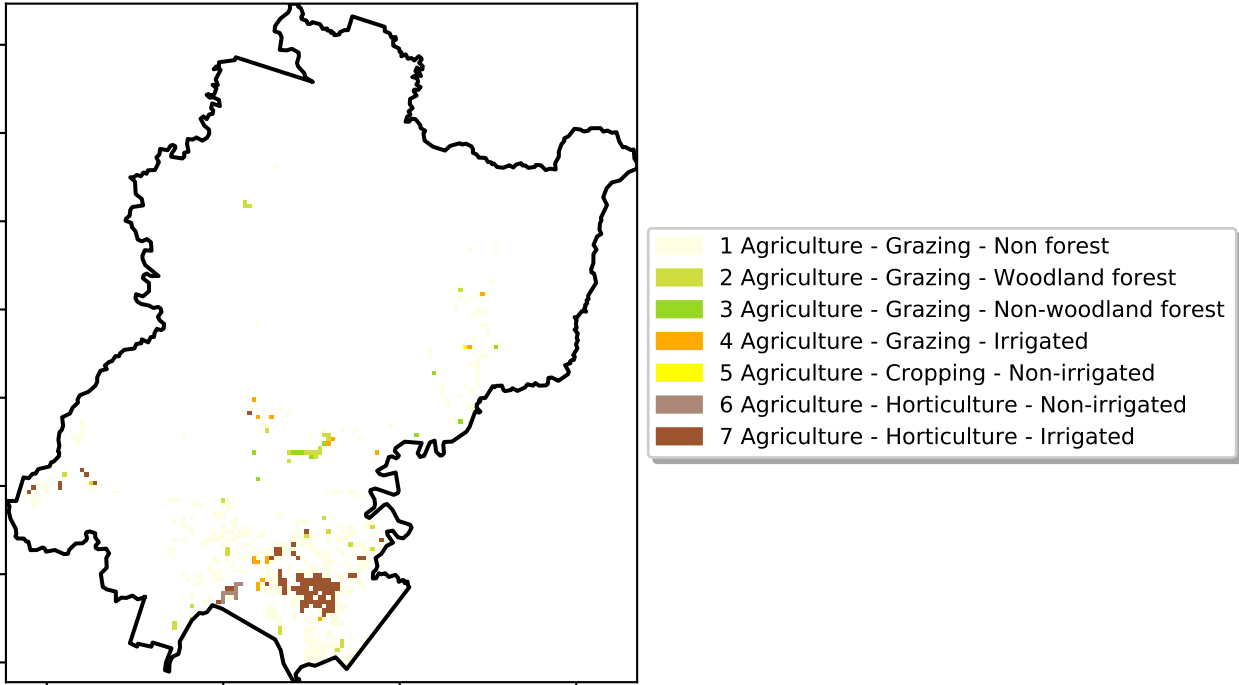 1 Agriculture - Grazing - Non forest
2 Agriculture - Grazing - Woodland forest
3 Agriculture - Grazing - Non-woodland forest
4 Agriculture - Grazing - Irrigated
5 Agriculture - Cropping - Non-irrigated
6 Agriculture - Horticulture - Non-irrigated
7 Agriculture - Horticulture - Irrigated